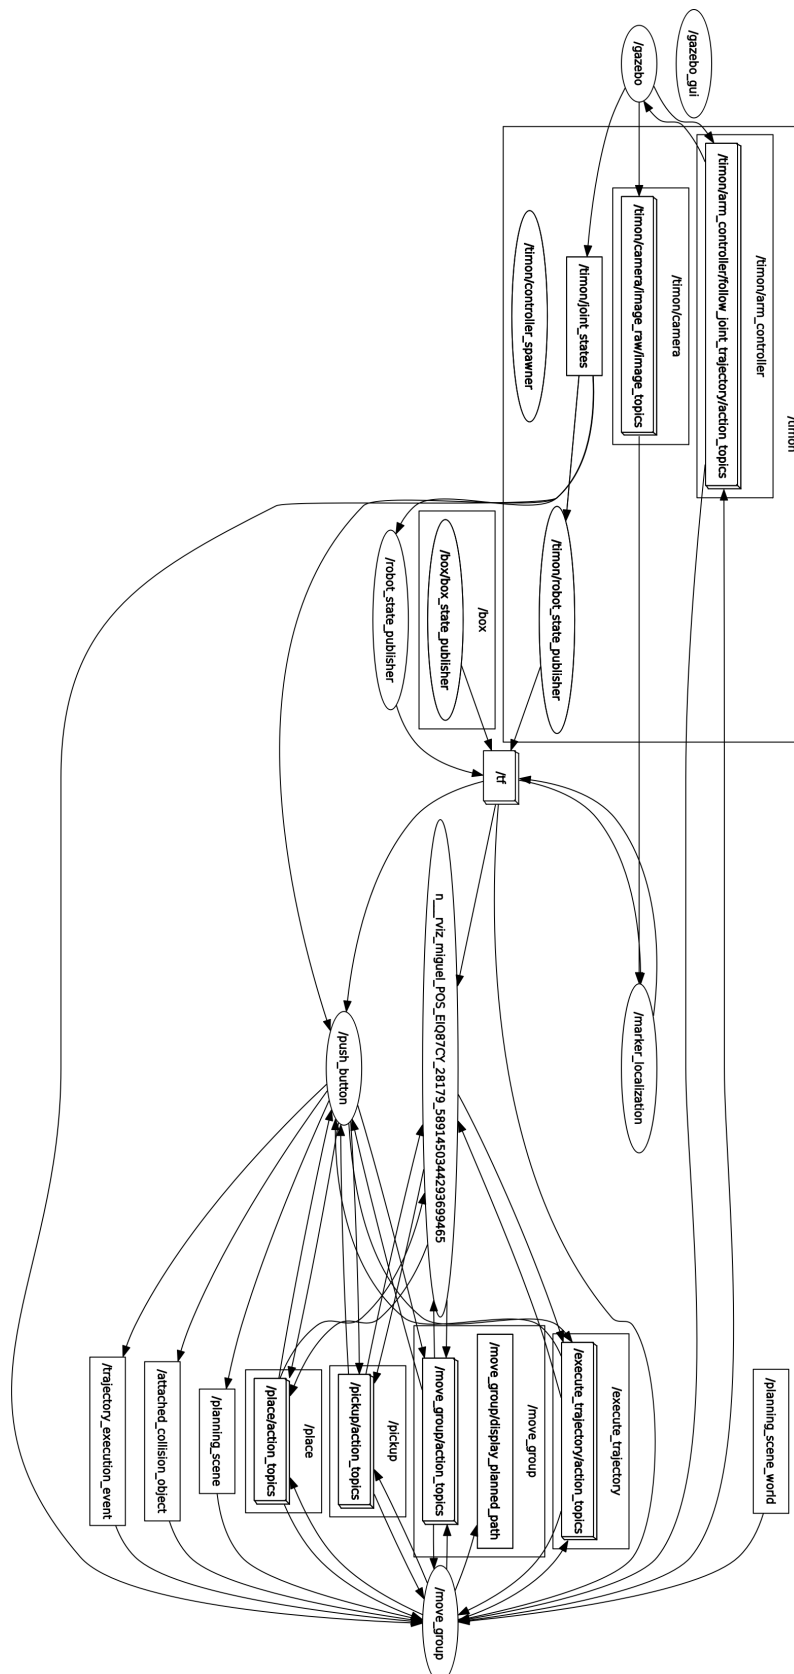 /gazebo_gui
/gazebo
/timon
/timon/arm_controller
/timon/arm_controller/follow_joint_trajectory/action_topics
/timon/camera
/timon/camera/image_raw/image_topics
/timon/joint_states
/timon/controller_spawner
/timon/robot_state_publisher
/box
/box/box_state_publisher
/robot_state_publisher
/tf
/marker_localization
n__rviz_miguel_POS_EIQ87CY_28179_5891450344293699465
/push_button
/planning_scene_world
/execute_trajectory
/execute_trajectory/action_topics
/move_group
/move_group/display_planned_path
/move_group/action_topics
/pickup
/pickup/action_topics
/place
/place/action_topics
/planning_scene
/attached_collision_object
/trajectory_execution_event
/move_group